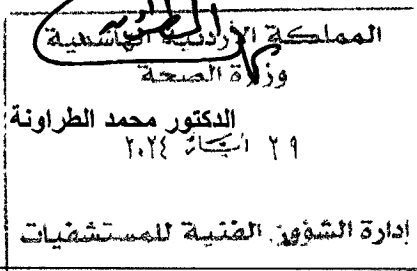 المملكة الأردنية الهاشمية
وزارة الصحة
الدكتور محمد الطراونة
٢٩ أيار ٢٠٢٤
إدارة الشؤون الفنية للمستشفيات